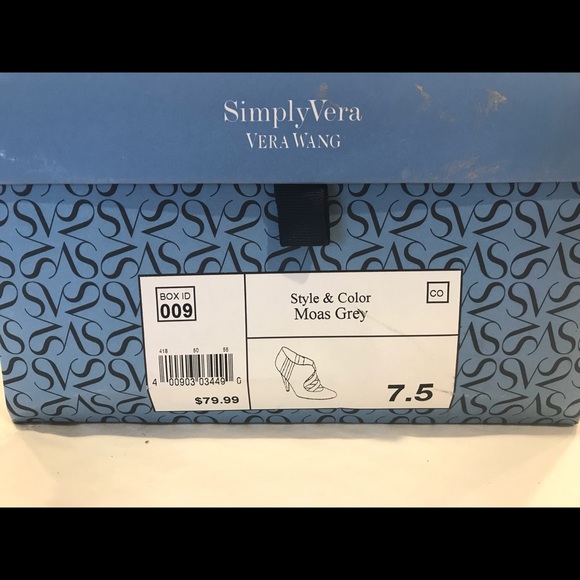 SimplyVera
VERA WANG
BOX ID
009
Style & Color
Moas Grey
CO
418 80 55
4 00903 03449 0
$79.99
7.5